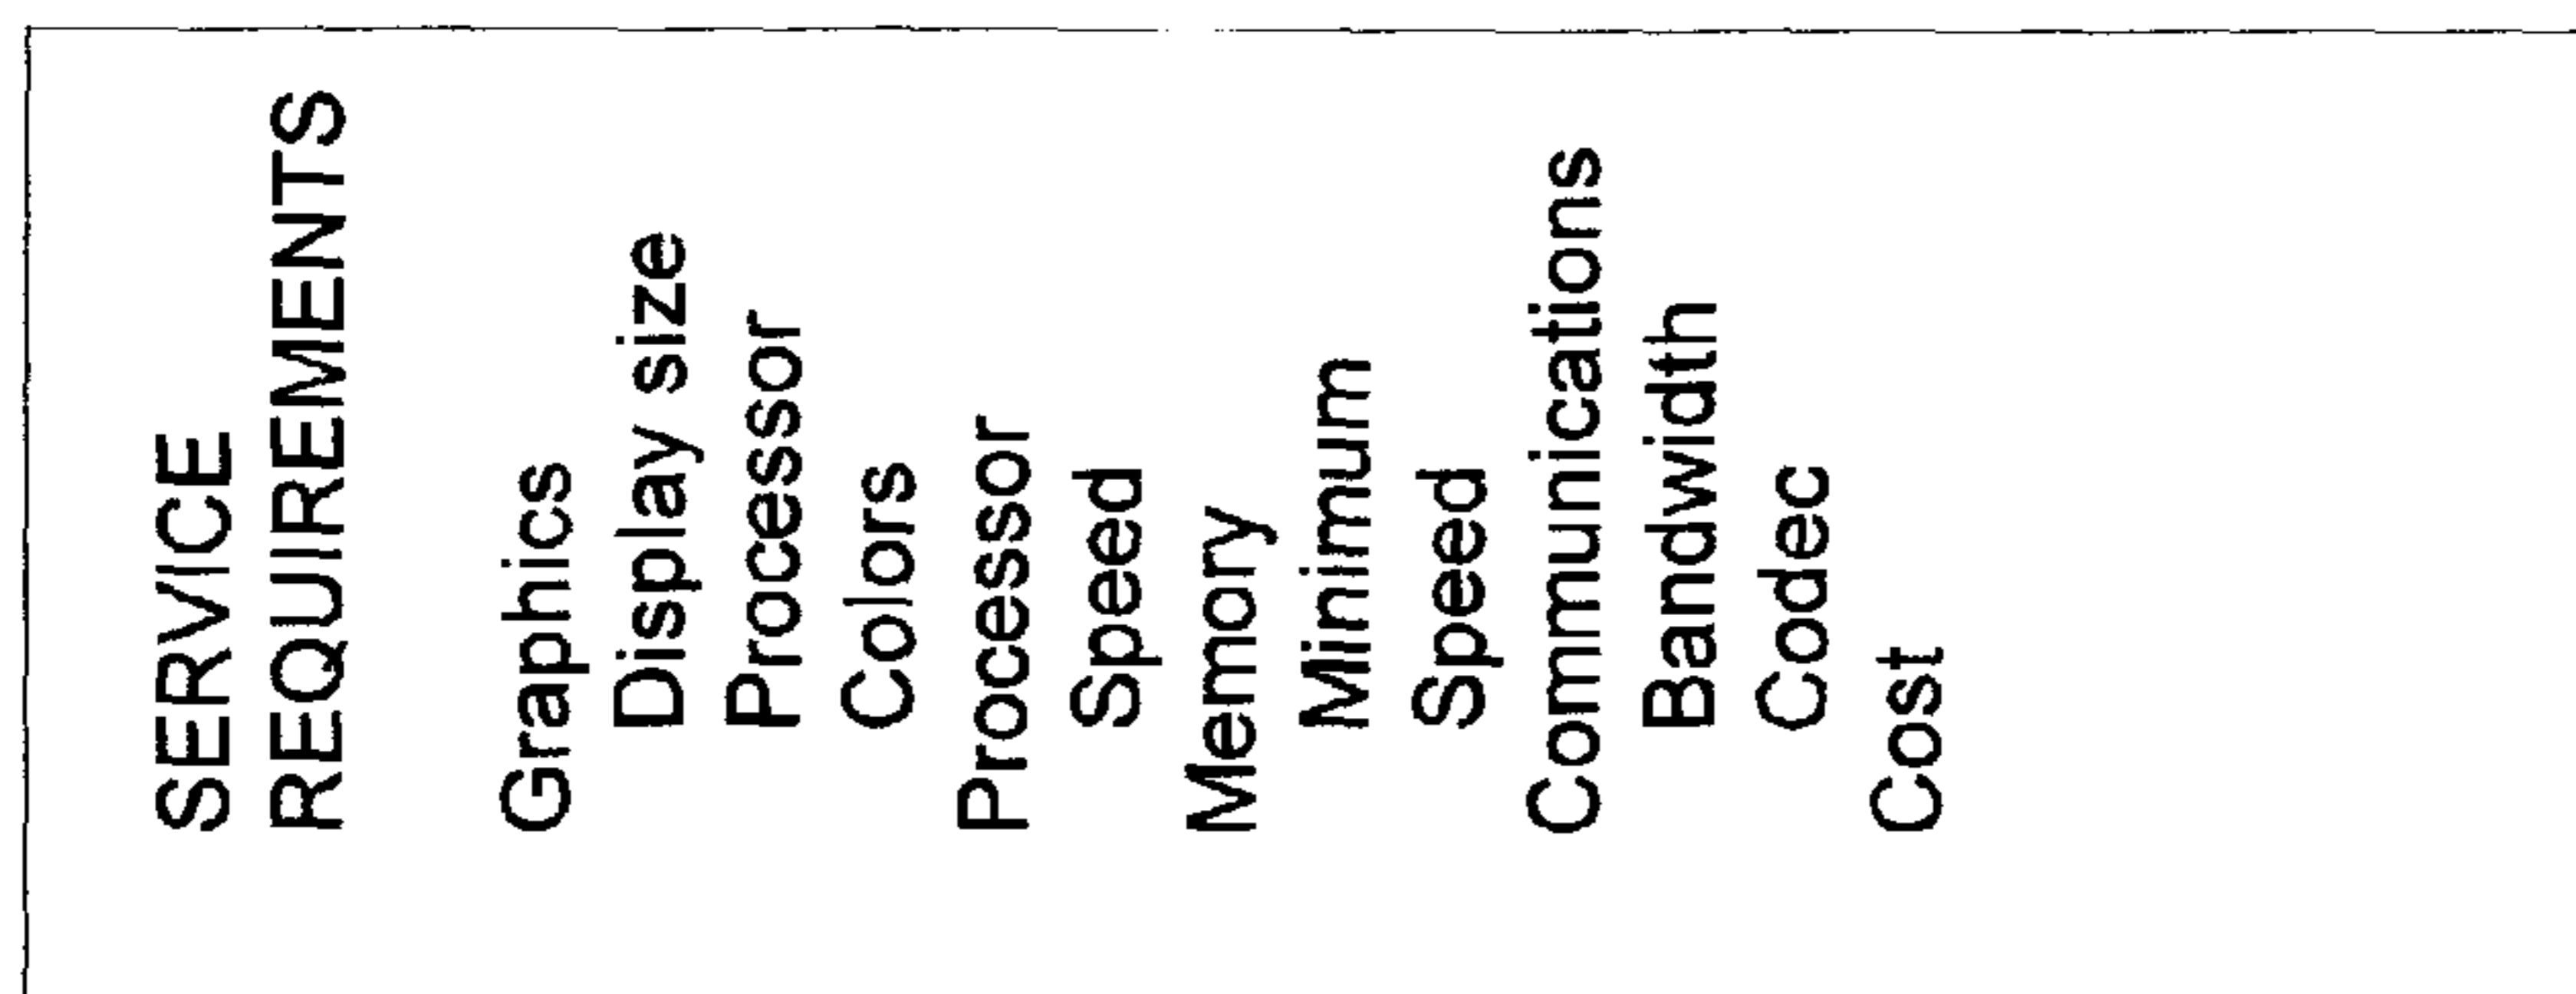 SERVICE
REQUIREMENTS
Graphics
Display size
Processor
Colors
Processor
Speed
Memory
Minimum
Speed
Communications
Bandwidth
Codec
Cost